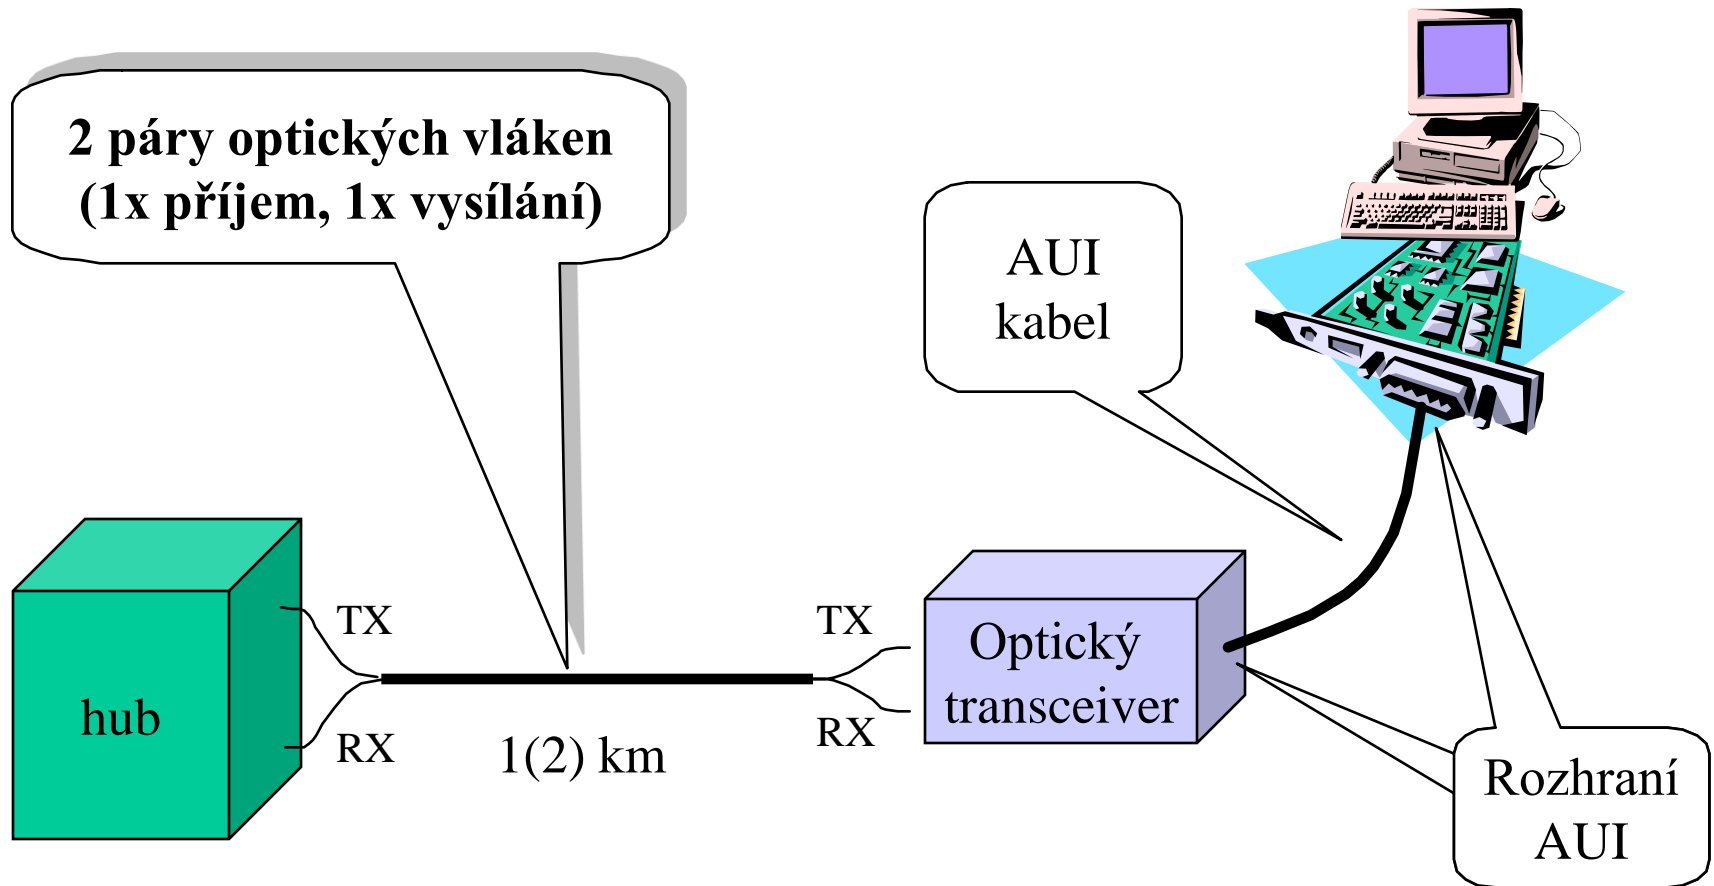 2 páry optických vláken
(1x příjem, 1x vysílání)
AUI
kabel
TX
RX
hub
1(2) km
TX
RX
Optický
transceiver
Rozhraní
AUI